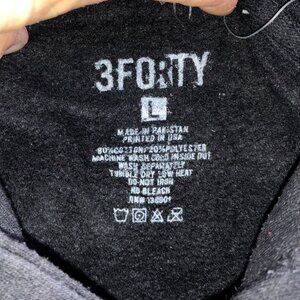 3FORTY
L
MADE IN PAKISTAN
PRINTED IN USA
80%COTTON/20%POLYESTER
MACHINE WASH COLD INSIDE OUT
WASH SEPARATELY
TUMBLE DRY LOW HEAT
DO NOT IRON
NO BLEACH
RN#